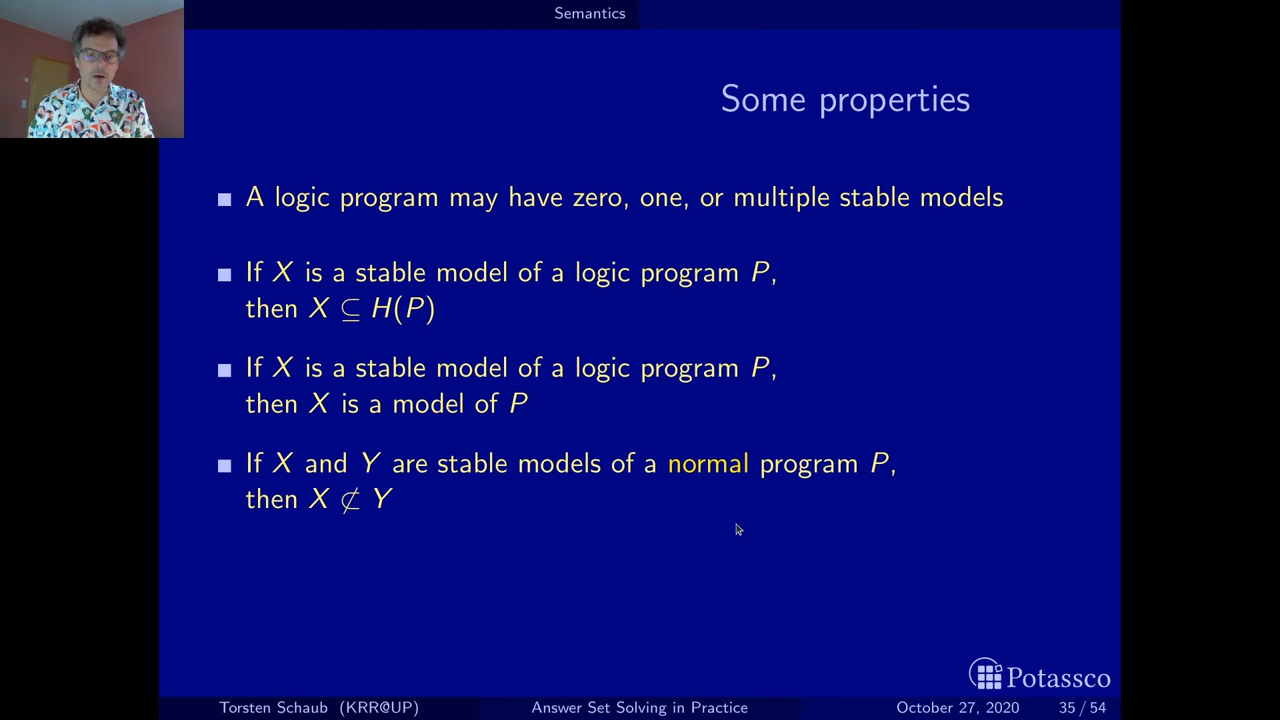 Semantics
Some properties
A logic program may have zero, one, or multiple stable models
If X is a stable model of a logic program P,
then X ⊆ H(P)
If X is a stable model of a logic program P,
then X is a model of P
If X and Y are stable models of a normal program P,
then X ⊄ Y
Potassco
Torsten Schaub (KRR@UP) Answer Set Solving in Practice October 27, 2020 35 / 54